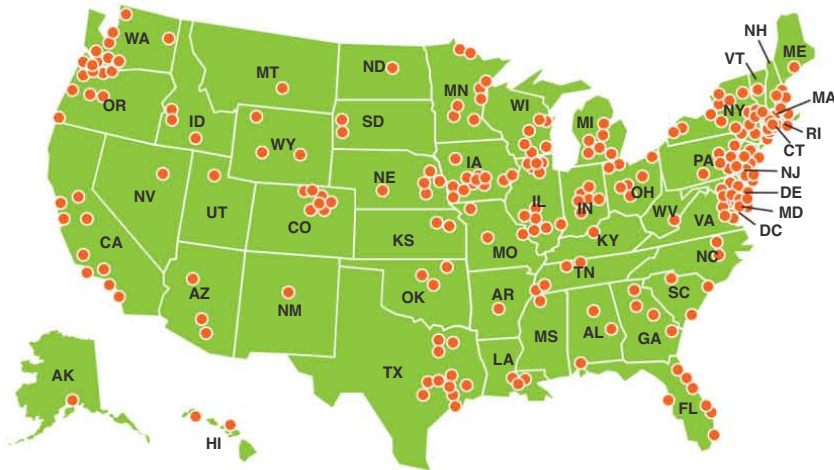 NH
WA
VT
ME
MT
ND
MN
MA
OR
WI
NY
ID
SD
MI
RI
WY
CT
IA
PA
NJ
NE
NV
OH
IL
IN
DE
UT
WV
VA
MD
CO
CA
KS
MO
KY
DC
NC
TN
AZ
OK
AR
SC
NM
MS
AL
GA
LA
TX
AK
FL
HI